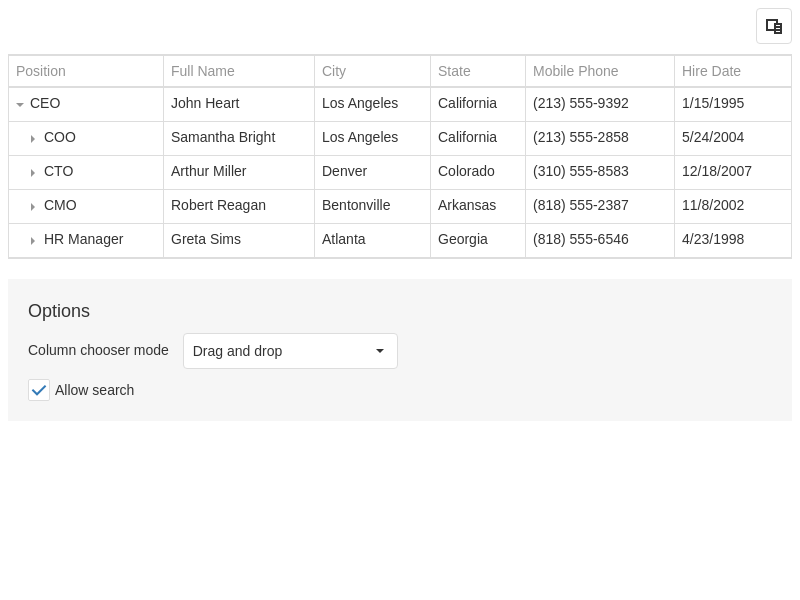 Position Full Name City State Mobile Phone Hire Date
CEO John Heart Los Angeles California (213) 555-9392 1/15/1995
COO Samantha Bright Los Angeles California (213) 555-2858 5/24/2004
CTO Arthur Miller Denver Colorado (310) 555-8583 12/18/2007
CMO Robert Reagan Bentonville Arkansas (818) 555-2387 11/8/2002
HR Manager Greta Sims Atlanta Georgia (818) 555-6546 4/23/1998
Options
Column chooser mode Drag and drop
Allow search